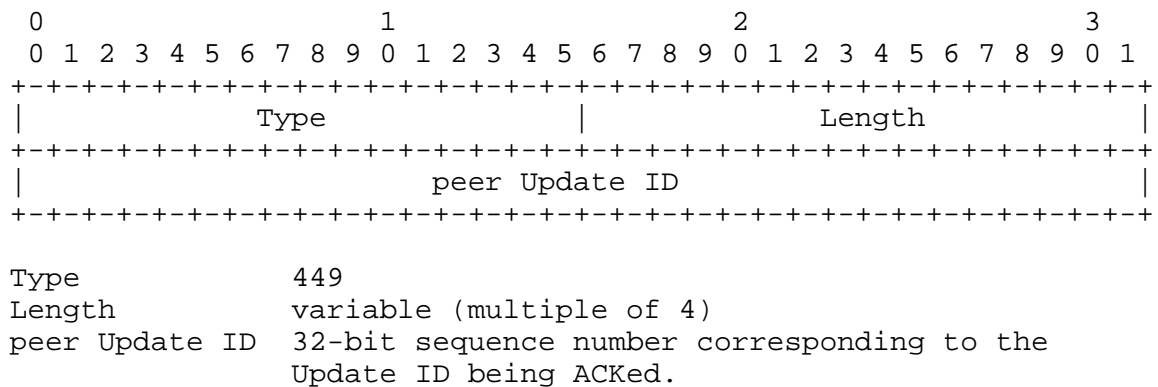 0                   1                   2                   3
 0 1 2 3 4 5 6 7 8 9 0 1 2 3 4 5 6 7 8 9 0 1 2 3 4 5 6 7 8 9 0 1
+-+-+-+-+-+-+-+-+-+-+-+-+-+-+-+-+-+-+-+-+-+-+-+-+-+-+-+-+-+-+-+-+
|             Type              |             Length            |
+-+-+-+-+-+-+-+-+-+-+-+-+-+-+-+-+-+-+-+-+-+-+-+-+-+-+-+-+-+-+-+-+
|                       peer Update ID                          |
+-+-+-+-+-+-+-+-+-+-+-+-+-+-+-+-+-+-+-+-+-+-+-+-+-+-+-+-+-+-+-+-+
Type            449
Length          variable (multiple of 4)
peer Update ID  32-bit sequence number corresponding to the
                Update ID being ACKed.